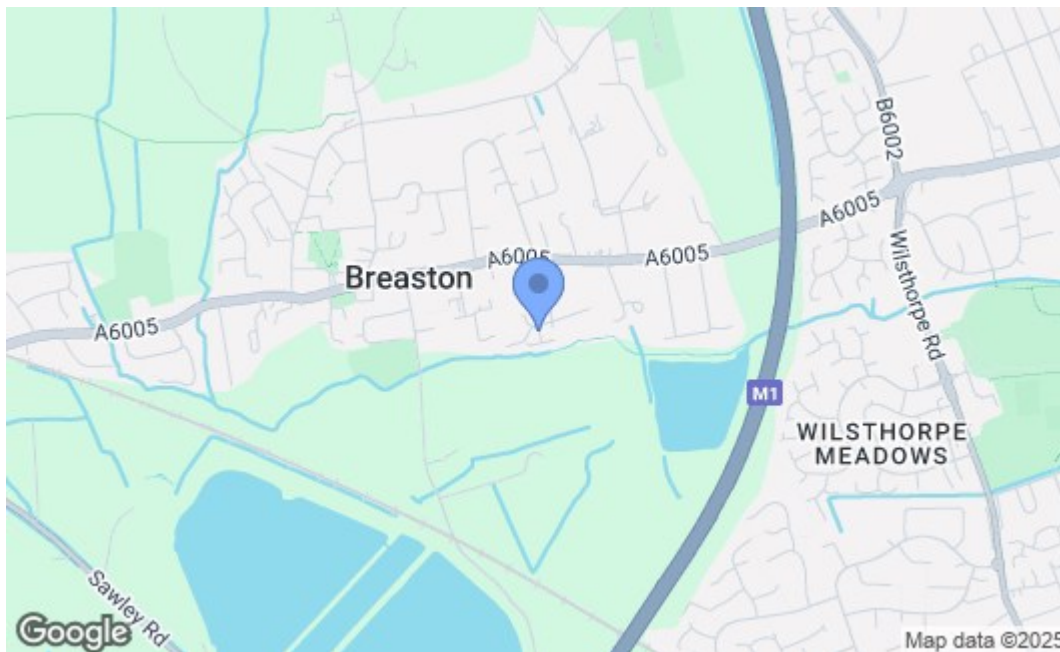 B6002
A6005
A6005
A6005
Breaston
Wilsthorpe Rd
A6005
M1
WILSTHORPE
MEADOWS
Sawley Rd
Google
Map data ©2025